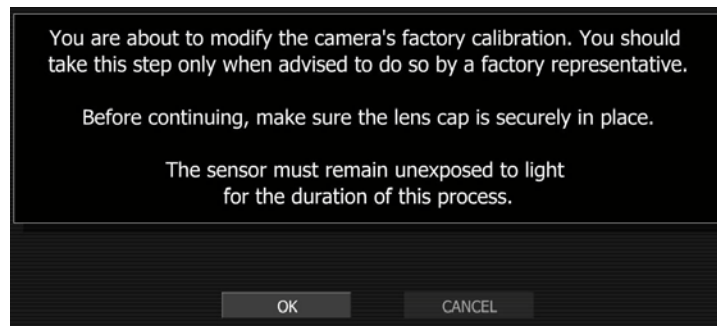 You are about to modify the camera's factory calibration. You should
take this step only when advised to do so by a factory representative.
Before continuing, make sure the lens cap is securely in place.
The sensor must remain unexposed to light
for the duration of this process.
OK
CANCEL